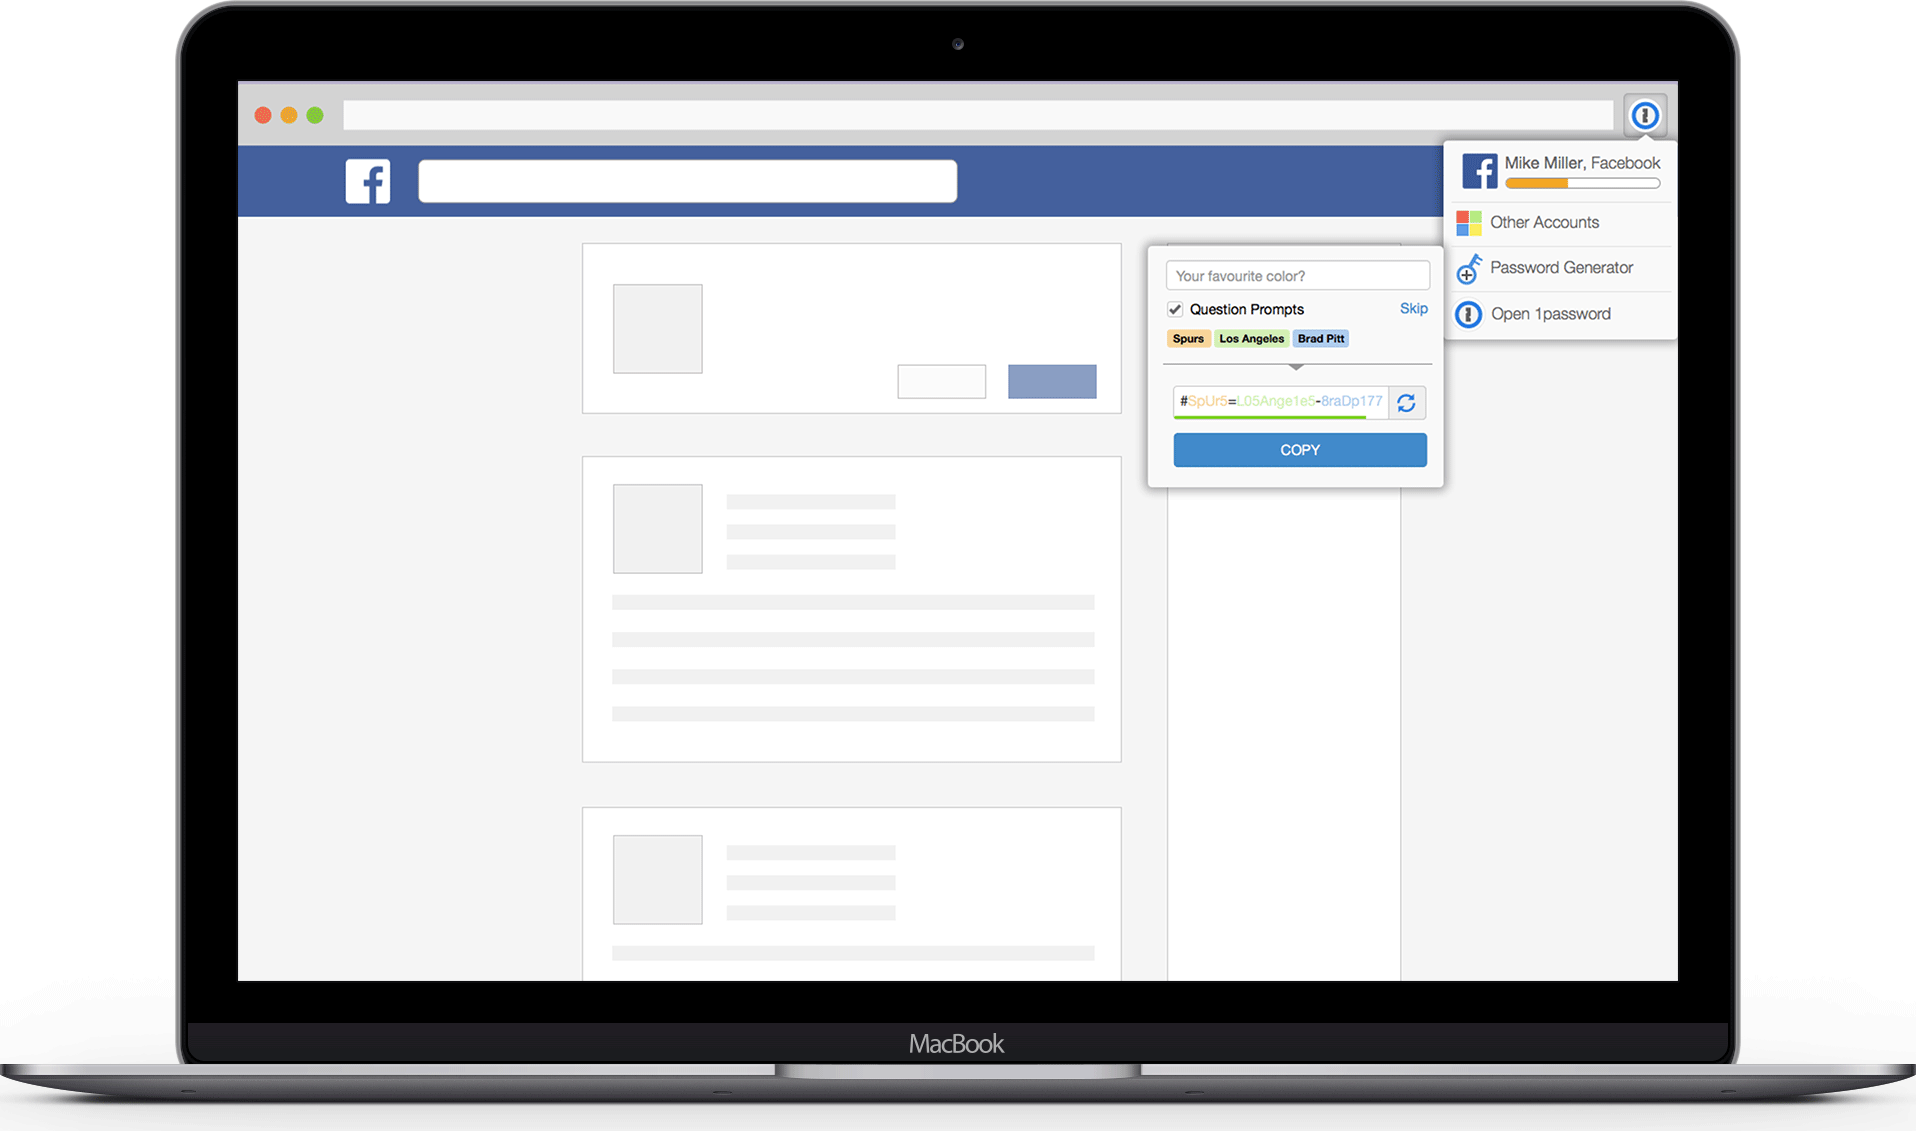 Mike Miller, Facebook
Other Accounts
Password Generator
Open 1password
Your favourite color?
Question Prompts
Skip
Spurs Los Angeles Brad Pitt
#SpUr5=L05Ange1e5-8raDp177
COPY
MacBook